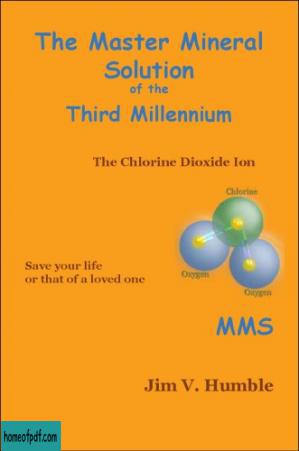 The Master Mineral
Solution
of the
Third Millennium
The Chlorine Dioxide Ion
Chlorine
Oxygen
Oxygen
Save your life
or that of a loved one
MMS
Jim V. Humble
homeofpdf.com